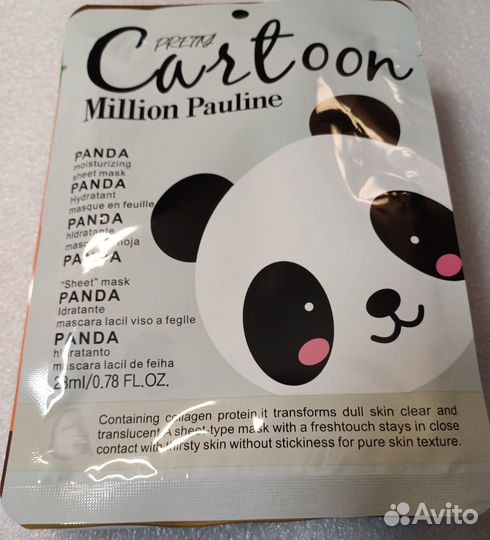 PRETTY
Cartoon
Million Pauline
PANDA
moisturizing
sheet mask
PANDA
Hydratant
masque en feuille
PANDA
hidratante
hoja
PANDA
"Sheet" mask
PANDA
Idratante
mascara lacil viso a feglle
PANDA
hidratanto
mascara lacil de feiha
23ml/0.78 FL.OZ.
Containing collagen protein,it transforms dull skin clear and
translucent.A sheet-type mask with a freshtouch stays in close
contact with thirsty skin without stickiness for pure skin texture.
Avito